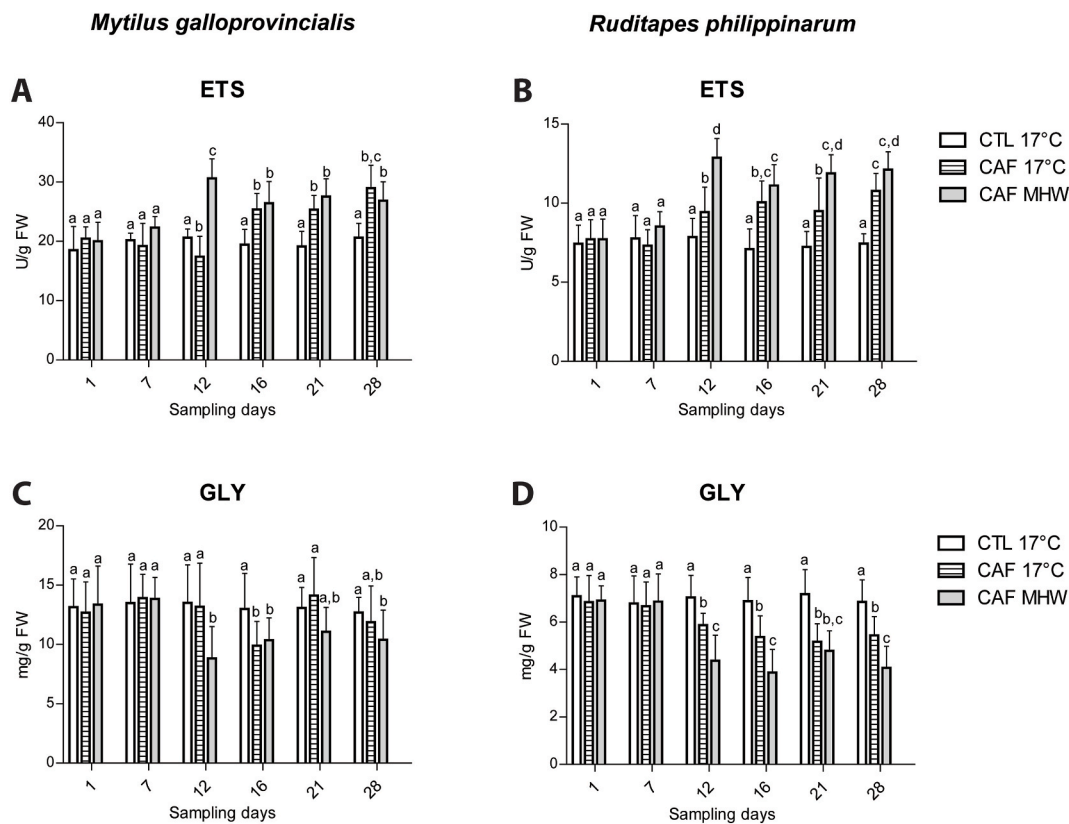 Mytilus galloprovincialis
Ruditapes philippinarum
A
ETS
40
30
20
10
0
U/g FW
a a a
a a a
a b c
a b b
a b b
a b,c b
1 7 12 16 21 28
Sampling days
B
ETS
15
10
5
0
U/g FW
a a a
a a a
a b d
a b,c c
a b c,d
a c c,d
1 7 12 16 21 28
Sampling days
CTL 17°C
CAF 17°C
CAF MHW
C
GLY
20
15
10
5
0
mg/g FW
a a a
a a a
a a b
a b b
a a a,b
a a,b b
1 7 12 16 21 28
Sampling days
D
GLY
10
8
6
4
2
0
mg/g FW
a a a
a a a
a b c
a b c
a b b,c
a b c
1 7 12 16 21 28
Sampling days
CTL 17°C
CAF 17°C
CAF MHW